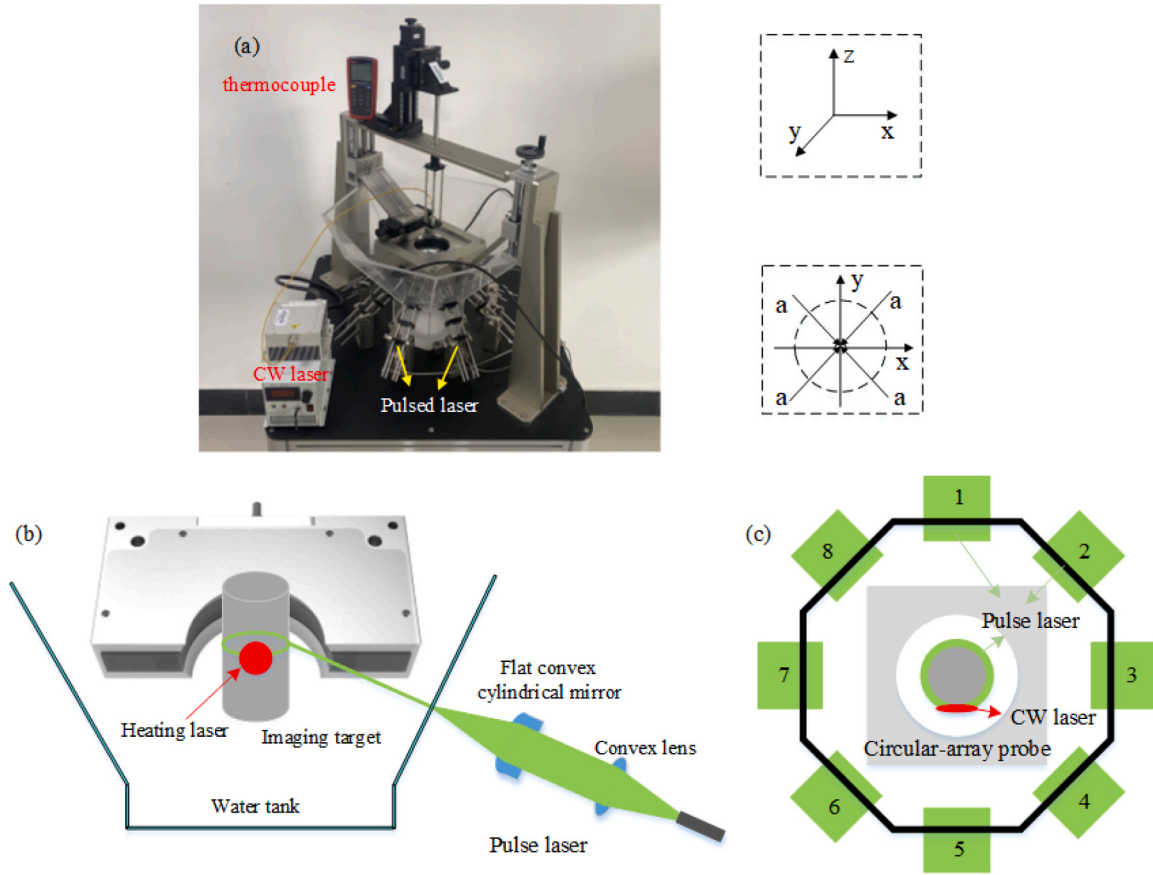 (a)
thermocouple
CW laser
Pulsed laser
z
y
x
y
a
a
x
a
a
(b)
Heating laser
Imaging target
Water tank
Flat convex
cylindrical mirror
Convex lens
Pulse laser
(c)
1
2
3
4
5
6
7
8
Pulse laser
CW laser
Circular-array probe